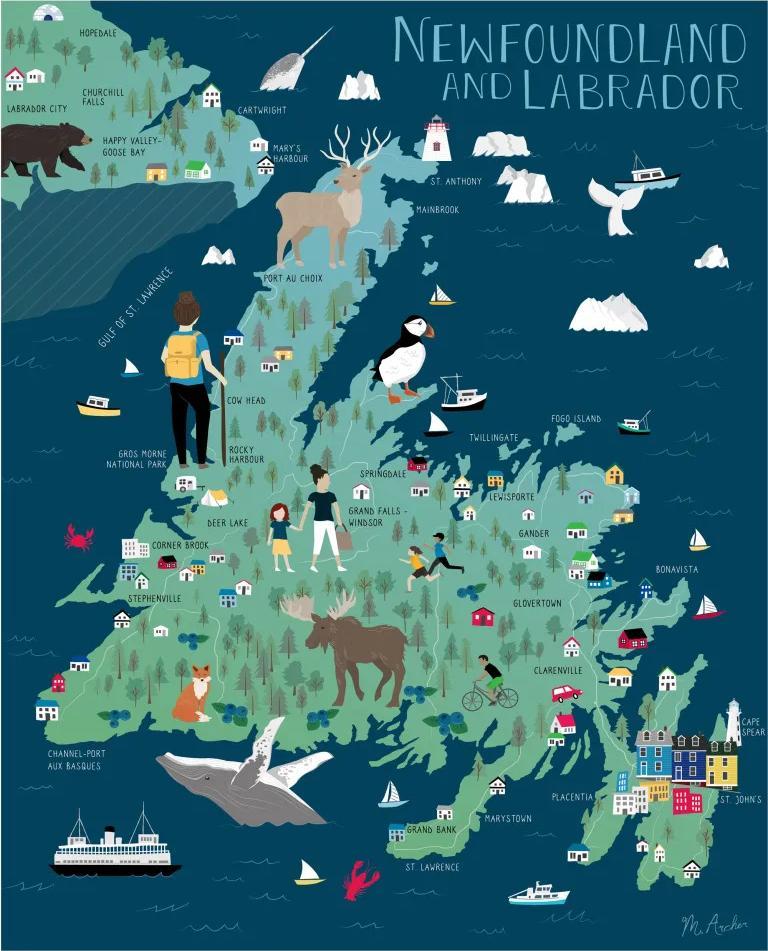 NEWFOUNDLAND
AND LABRADOR
HOPEDALE
CHURCHILL
FALLS
LABRADOR CITY
CARTWRIGHT
HAPPY VALLEY-
GOOSE BAY
MARY'S
HARBOUR
ST. ANTHONY
MAINBROOK
PORT AU CHOIX
GULF OF ST. LAWRENCE
COW HEAD
GROS MORNE
NATIONAL PARK
ROCKY
HARBOUR
FOGO ISLAND
TWILLINGATE
SPRINGDALE
LEWISPORTE
GRAND FALLS -
WINDSOR
DEER LAKE
GANDER
CORNER BROOK
BONAVISTA
STEPHENVILLE
GLOVERTOWN
CLARENVILLE
CAPE
SPEAR
CHANNEL-PORT
AUX BASQUES
PLACENTIA
ST. JOHN'S
MARYSTOWN
GRAND BANK
ST. LAWRENCE
M. Archer